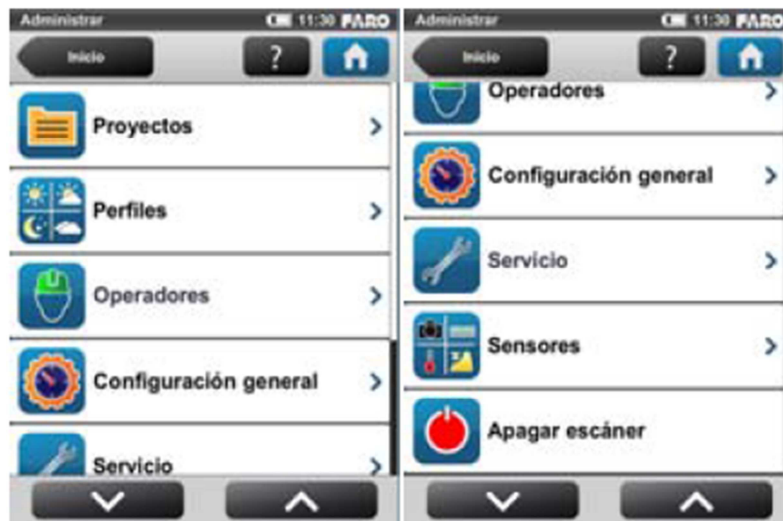 Administrar 11:30 FARO
Inicio ?
Proyectos
Perfiles
Operadores
Configuración general
Servicio
Administrar 11:30 FARO
Inicio ?
Operadores
Configuración general
Servicio
Sensores
Apagar escáner